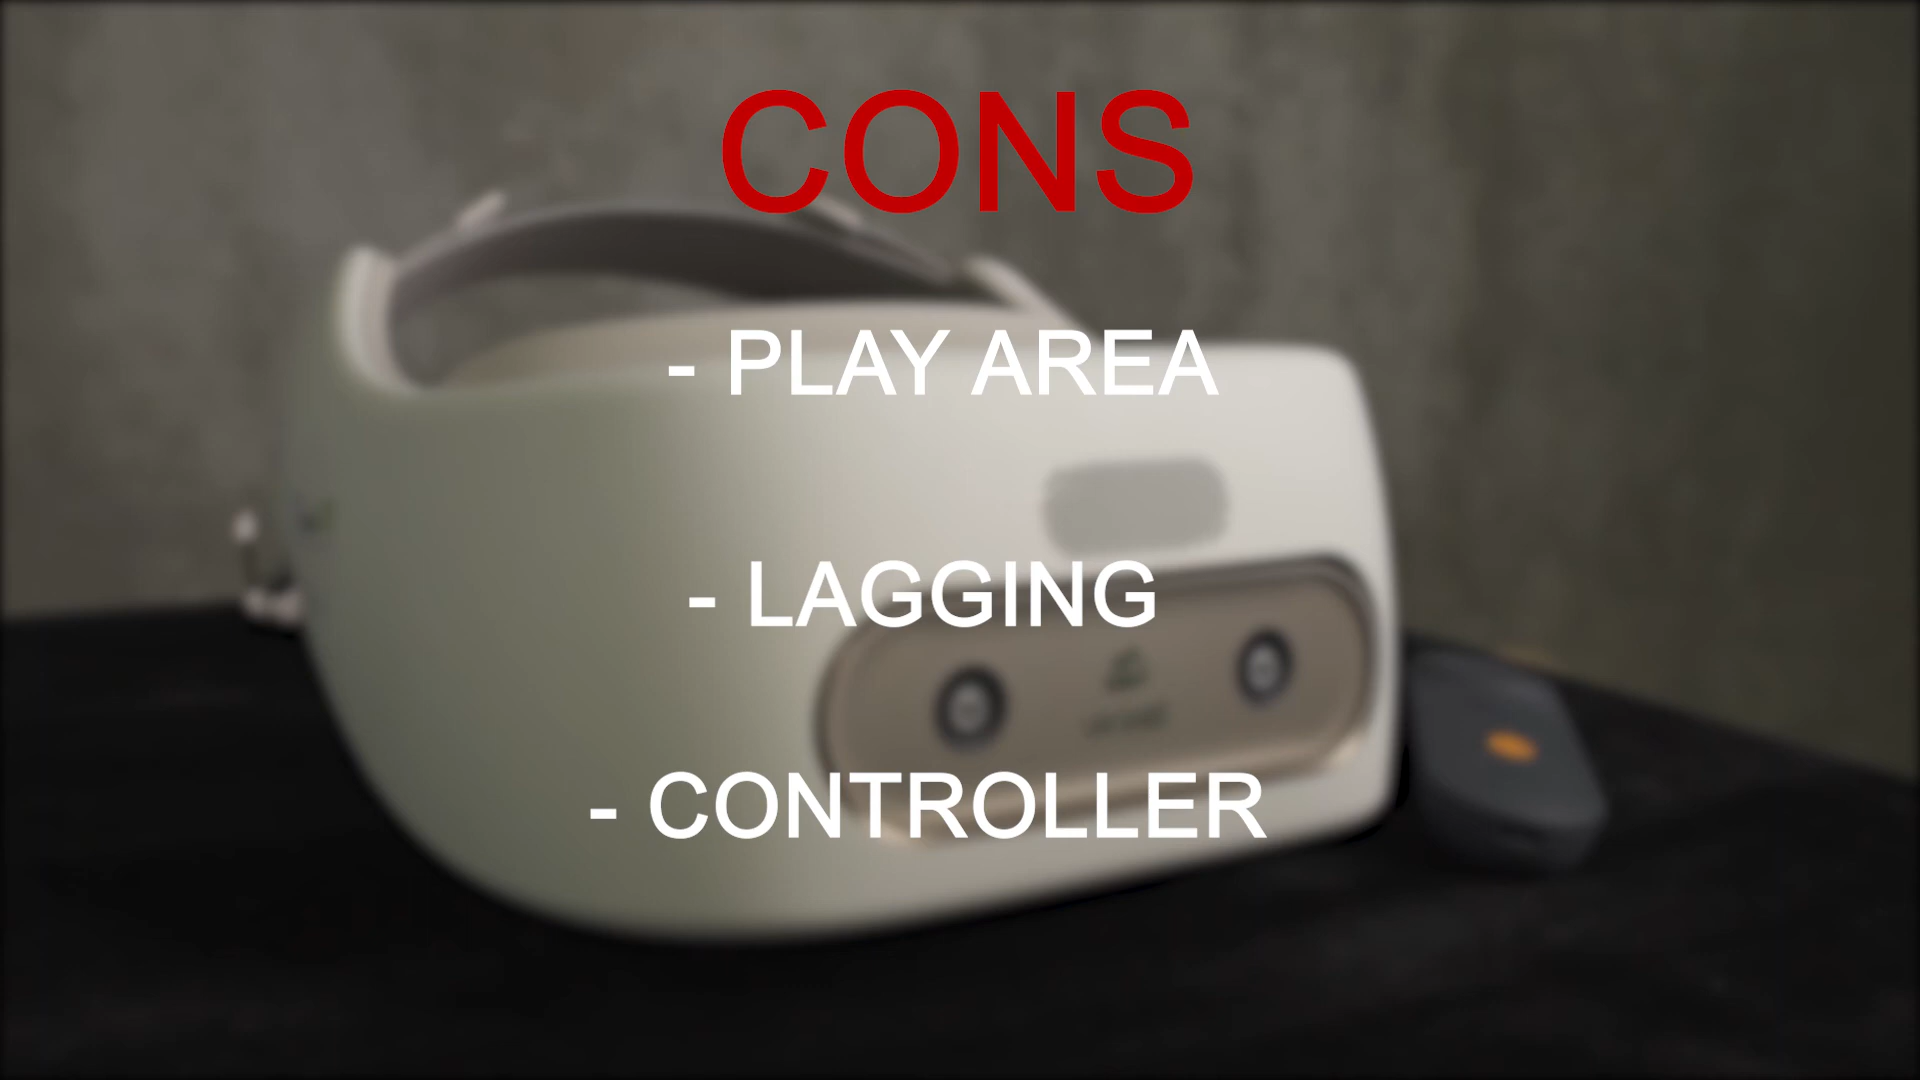 CONS
- PLAY AREA
- LAGGING
- CONTROLLER